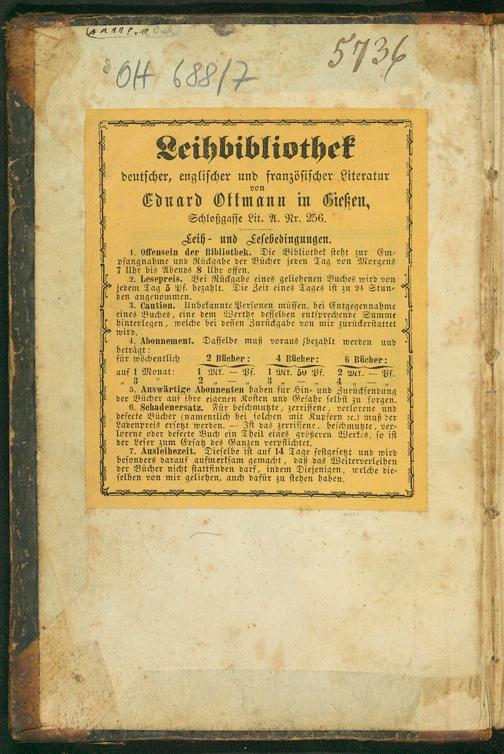 5736
OH 688/7
Leihbibliothek
deutscher, englischer und französischer Literatur
von
Eduard Ottmann in Gießen,
Schloßgasse Lit. A. Nr. 256.
Leih- und Lesebedingungen.
1. Offensein der Bibliothek. Die Bibliothek steht zur Em-
pfangnahme und Rückgabe der Bücher jeden Tag von Morgens
7 Uhr bis Abends 8 Uhr offen.
2. Lesepreis. Bei Rückgabe eines geliehenen Buches wird von
jedem Tag 5 Pf. bezahlt. Die Zeit eines Tages ist zu 24 Stun-
den angenommen.
3. Caution. Unbekannte Personen müssen, bei Entgegennahme
eines Buches, eine dem Werthe desselben entsprechende Summe
hinterlegen, welche bei dessen Zurückgabe von mir zurückerstattet
wird.
4. Abonnement. Dasselbe muß voraus bezahlt werden und
beträgt:
für wöchentlich 2 Bücher: 4 Bücher: 6 Bücher:
auf 1 Monat: 1 Mk. — Pf. 1 Mk. 50 Pf. 2 Mk. — Pf.
„ 3 „ 2 „ — „ 3 „ — „ 4 „ — „
5. Auswärtige Abonnenten haben für Hin- und Zurücksendung
der Bücher auf ihre eigenen Kosten und Gefahr selbst zu sorgen.
6. Schadenersatz. Für beschmutzte, zerrissene, verlorene und
defecte Bücher (namentlich bei solchen mit Kupfern ꝛc.) muß der
Ladenpreis ersetzt werden. — Ist das zerrissene, beschmutzte, ver-
lorene oder defecte Buch ein Theil eines größeren Werkes, so ist
der Leser zum Ersatz des Ganzen verpflichtet.
7. Ausleihezeit. Dieselbe ist auf 14 Tage festgesetzt und wird
besonders darauf aufmerksam gemacht, daß das Weiterverleihen
der Bücher nicht stattfinden darf, indem Diejenigen, welche die-
selben von mir geliehen, auch dafür zu stehen haben.